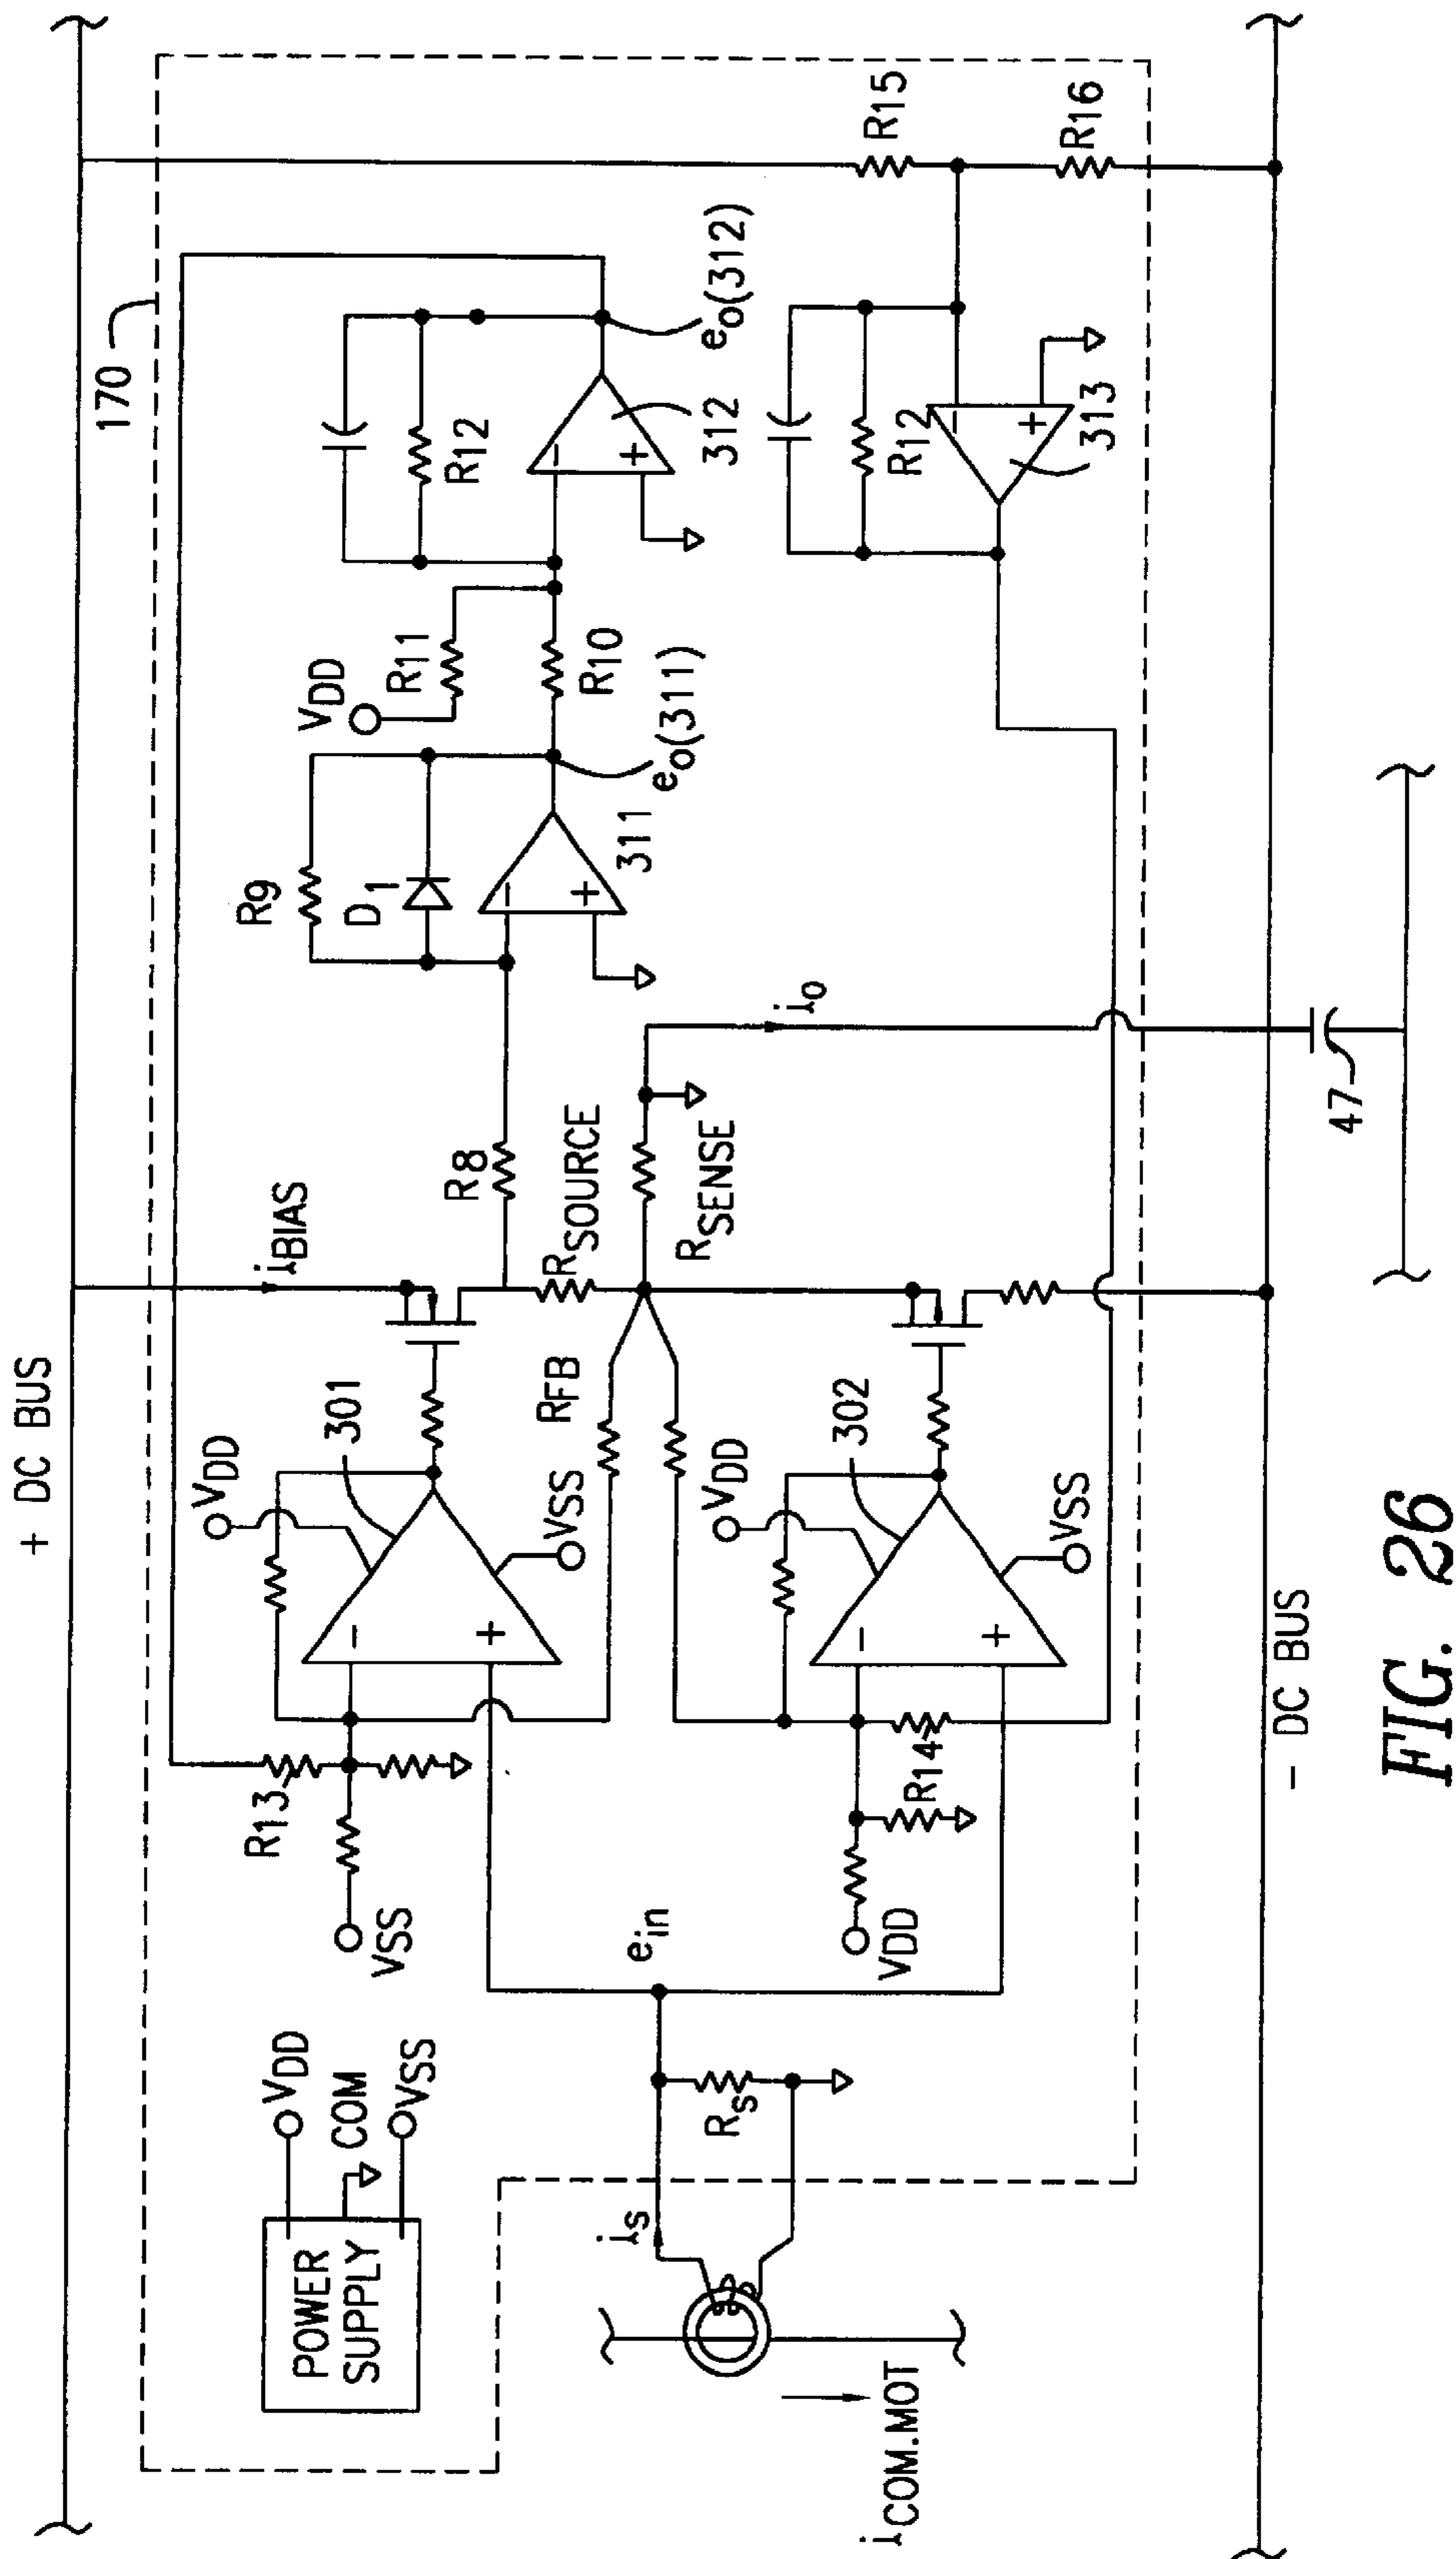 + DC BUS
170
POWER
SUPPLY
VDD
COM
VSS
VSS
R13
VDD
301
VSS
iBIAS
RFB
R8
RSOURCE
RSENSE
R9
D1
-
+
311
eo(311)
VDD
R11
R10
R12
-
+
312
eo(312)
R15
R16
-
+
-
+
iCOM.MOT
is
Rs
ein
VDD
R14
VDD
302
VSS
io
R12
-
+
313
47
- DC BUS
FIG. 26